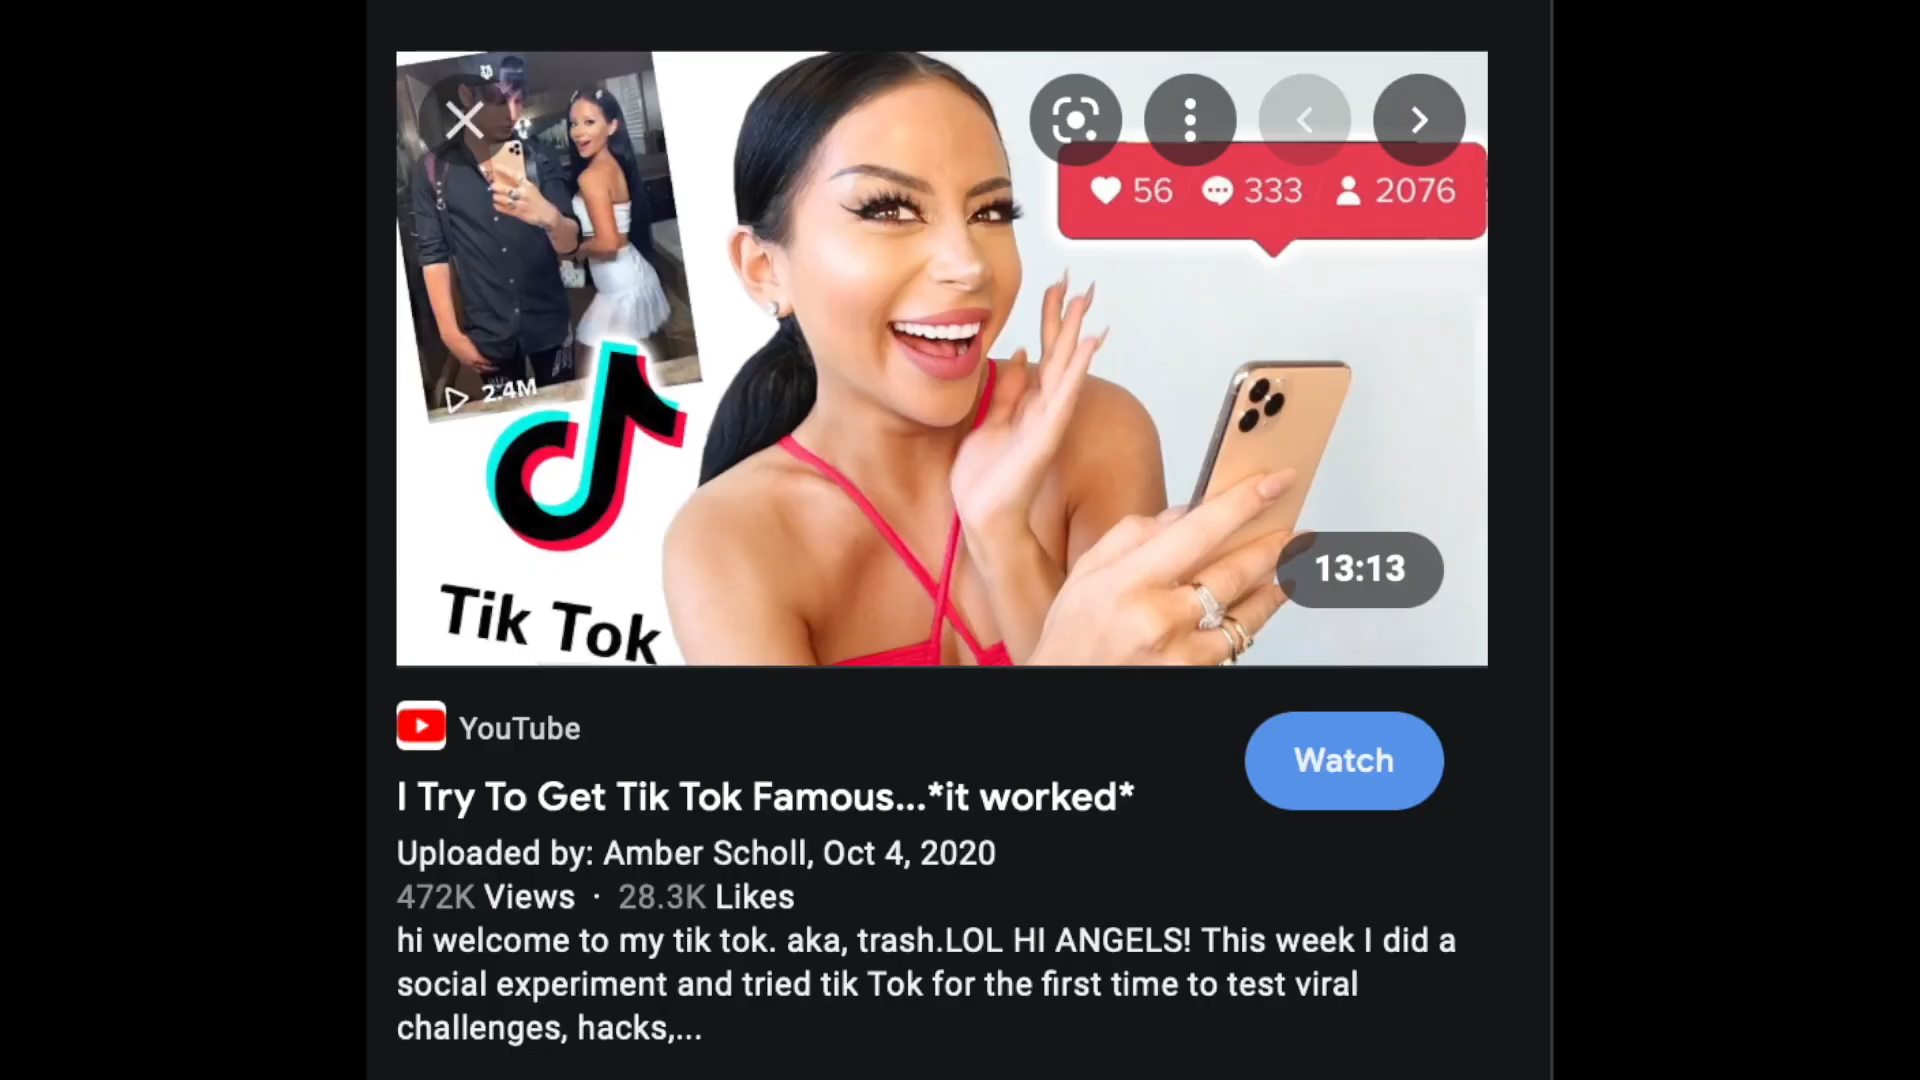 56 333 2076
2.4M
Tik Tok
13:13
YouTube
Watch
I Try To Get Tik Tok Famous...*it worked*
Uploaded by: Amber Scholl, Oct 4, 2020
472K Views · 28.3K Likes
hi welcome to my tik tok. aka, trash.LOL HI ANGELS! This week I did a
social experiment and tried tik Tok for the first time to test viral
challenges, hacks,...